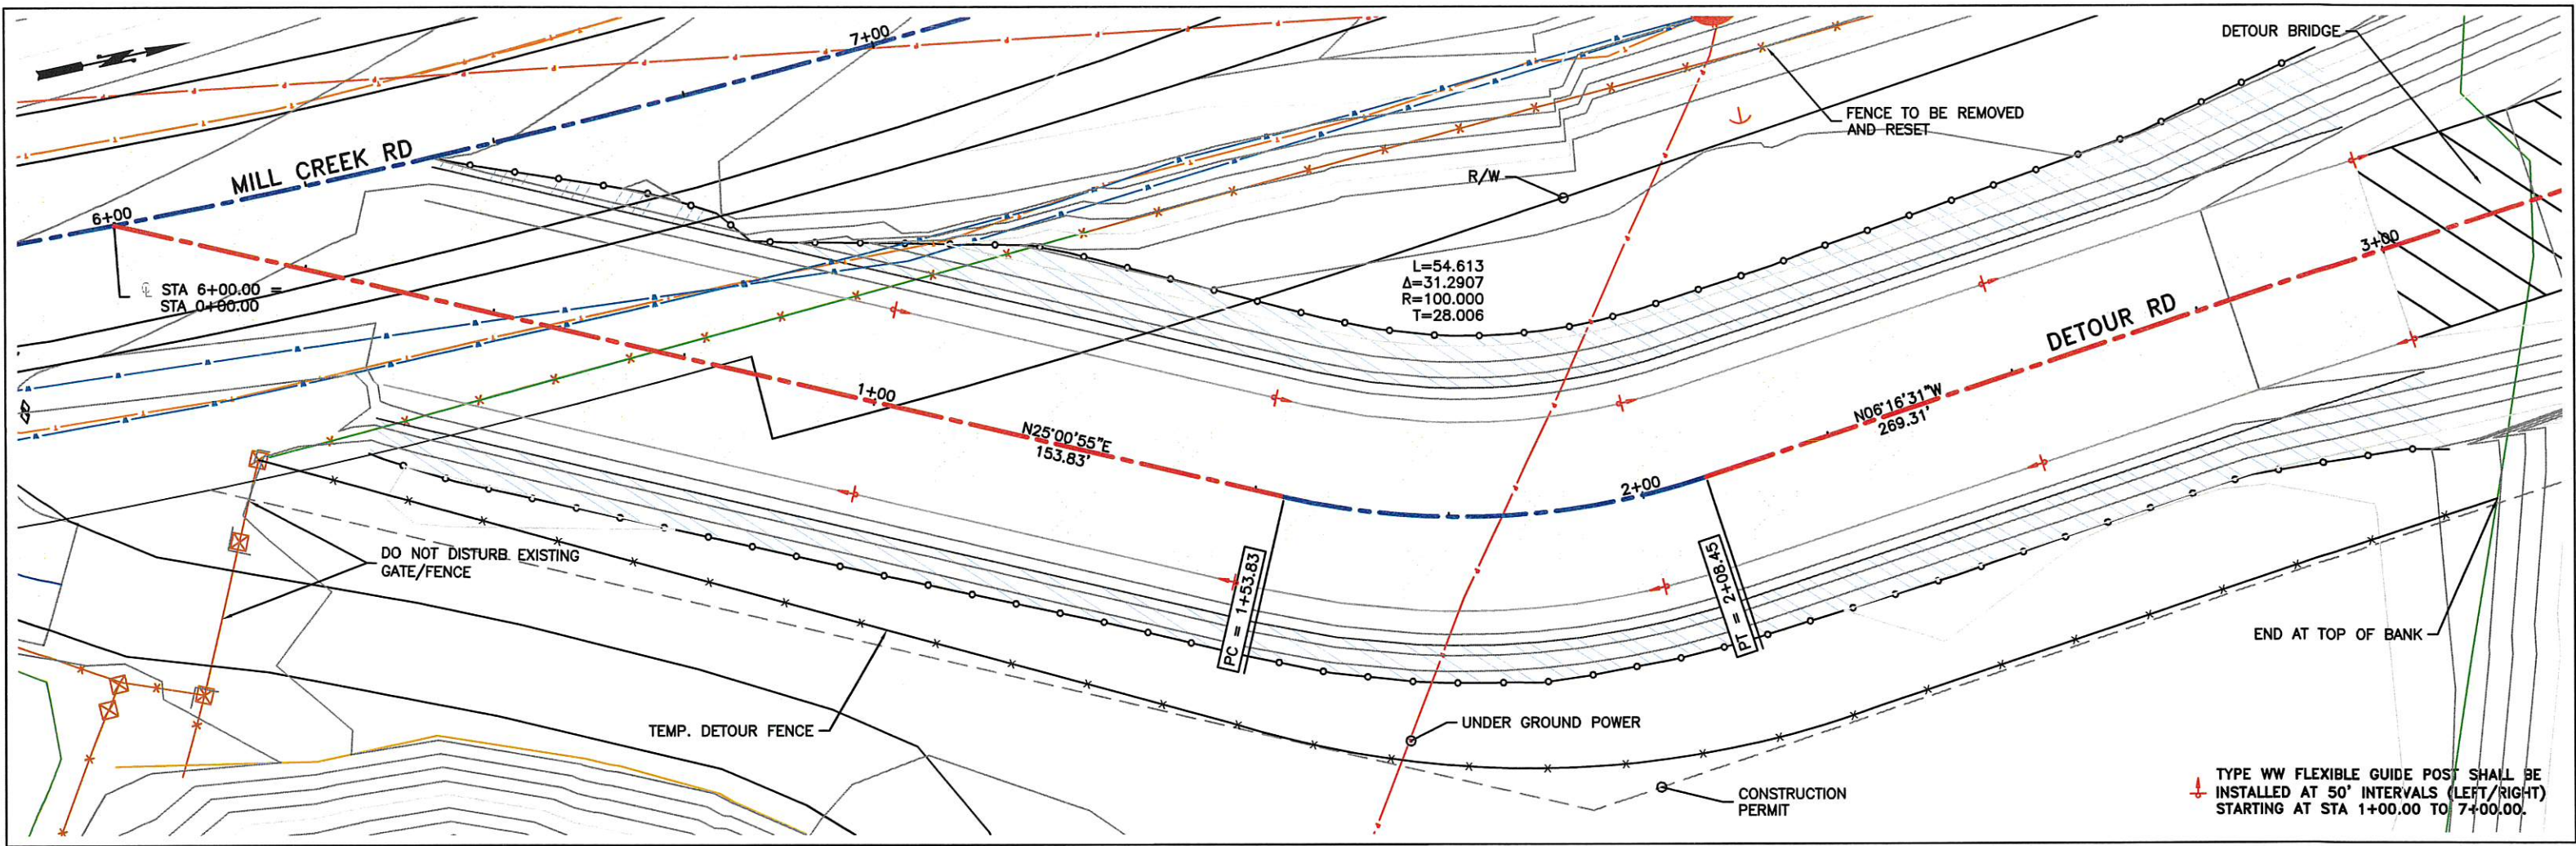 7+00
DETOUR BRIDGE
MILL CREEK RD
FENCE TO BE REMOVED
AND RESET
R/W
6+00
℄ STA 6+00.00 =
STA 0+00.00
L=54.613
Δ=31.2907
R=100.000
T=28.006
3+00
DETOUR RD
1+00
N25°00'55"E
153.83'
N06°16'31"W
269.31'
2+00
DO NOT DISTURB EXISTING
GATE/FENCE
PC = 1+53.83
PT = 2+08.45
END AT TOP OF BANK
TEMP. DETOUR FENCE
UNDER GROUND POWER
CONSTRUCTION
PERMIT
TYPE WW FLEXIBLE GUIDE POST SHALL BE
INSTALLED AT 50' INTERVALS (LEFT/RIGHT)
STARTING AT STA 1+00.00 TO 7+00.00.